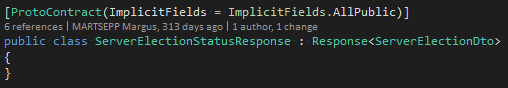 [ProtoContract(ImplicitFields = ImplicitFields.AllPublic)]
6 references | MARTSEPP Margus, 313 days ago | 1 author, 1 change
public class ServerElectionStatusResponse : Response<ServerElectionDto>
{
}